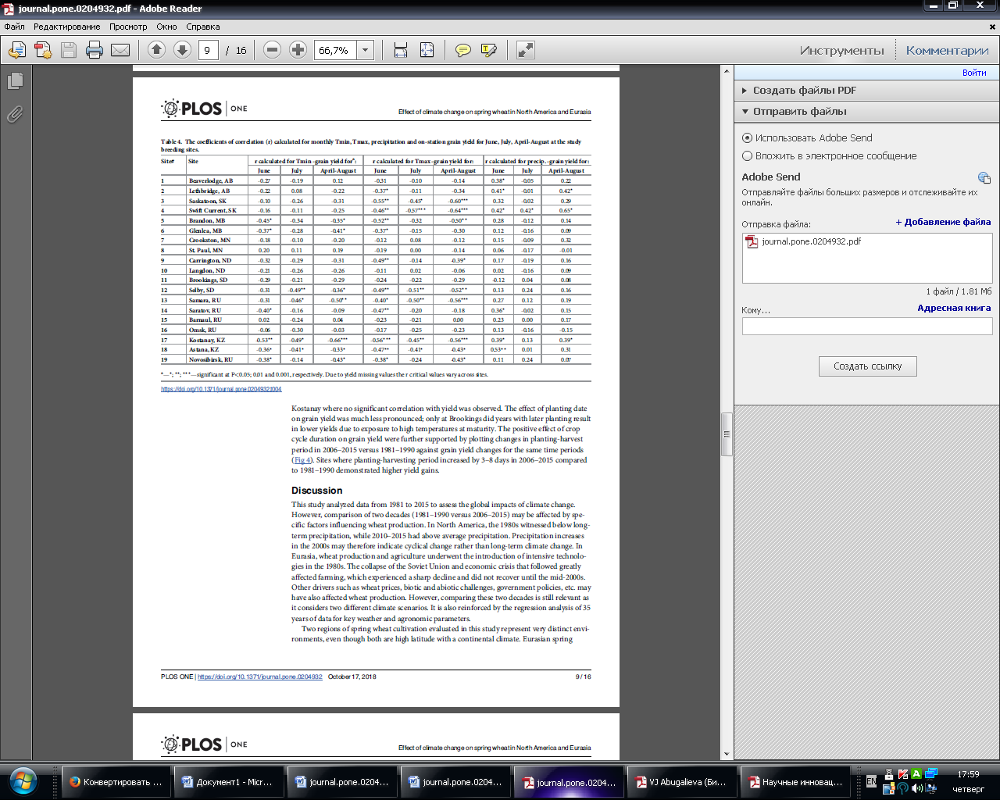 journal.pone.0204932.pdf - Adobe Reader
Файл Редактирование Просмотр Окно Справка
9 / 16 66,7% Инструменты Комментарии
Войти
Создать файлы PDF
Отправить файлы
Использовать Adobe Send
Вложить в электронное сообщение
Adobe Send
Отправляйте файлы больших размеров и отслеживайте их
онлайн.
Отправка файла: + Добавление файла
journal.pone.0204932.pdf
1 файл / 1.81 Мб
Кому... Адресная книга
Создать ссылку
PLOS ONE Effect of climate change on spring wheat in North America and Eurasia
Table 4. The coefficients of correlation (r) calculated for monthly Tmin, Tmax, precipitation and on-station grain yield for June, July, April-August at the study
breeding sites.
Site# Site r calculated for Tmin -grain yield for a: r calculated for Tmax -grain yield for: r calculated for precip. -grain yield for:
June July April-August June July April-August June July April-August
1 Beaverlodge, AB -0.27 -0.19 0.12 -0.31 -0.10 -0.14 0.38* -0.05 0.22
2 Lethbridge, AB -0.22 0.08 -0.22 -0.37* -0.11 -0.34 0.41* -0.01 0.42*
3 Saskatoon, SK -0.10 -0.26 -0.31 -0.55** -0.45* -0.60*** 0.32 -0.02 0.29
4 Swift Current, SK -0.16 -0.11 -0.25 -0.46** -0.57*** -0.64*** 0.42* 0.42* 0.65*
5 Brandon, MB -0.45* -0.34 -0.35* -0.52** -0.32 -0.50** 0.28 -0.12 0.14
6 Glenlea, MB -0.37* -0.28 -0.41* -0.37* -0.15 -0.30 0.12 -0.16 0.09
7 Crookston, MN -0.18 -0.10 -0.20 -0.12 0.08 -0.12 0.15 -0.09 0.32
8 St. Paul, MN 0.20 0.11 0.19 -0.19 0.00 -0.14 0.06 -0.17 -0.01
9 Carrington, ND -0.32 -0.29 -0.31 -0.49** -0.14 -0.39* 0.17 -0.19 0.16
10 Langdon, ND -0.21 -0.26 -0.26 -0.11 0.02 -0.06 0.02 -0.16 0.09
11 Brookings, SD -0.29 -0.21 -0.29 -0.24 -0.22 -0.29 -0.12 0.04 0.08
12 Selby, SD -0.31 -0.49** -0.36* -0.49** -0.51** -0.52** 0.13 0.24 0.16
13 Samara, RU -0.31 -0.46* -0.50** -0.40* -0.50** -0.56*** 0.27 0.12 0.19
14 Saratov, RU -0.40* -0.16 -0.09 -0.47** -0.20 -0.18 0.36* -0.02 0.15
15 Barnaul, RU 0.02 -0.24 0.04 -0.23 -0.21 0.00 0.23 0.00 0.17
16 Omsk, RU -0.06 -0.30 -0.03 -0.17 -0.25 -0.23 0.13 -0.16 -0.15
17 Kostanay, KZ -0.53** -0.49* -0.66*** -0.56*** -0.45** -0.56*** 0.39* 0.13 0.39*
18 Astana, KZ -0.36* -0.41* -0.33* -0.47** -0.41* -0.43* 0.53** 0.01 0.31
19 Novosibirsk, RU -0.38* -0.14 -0.43* -0.38* -0.24 -0.43* 0.11 0.24 0.07
a—*; **; ***—significant at P<0.05; 0.01 and 0.001, respectively. Due to yield missing values the r critical values vary across sites.
https://doi.org/10.1371/journal.pone.0204932.t004
Kostanay where no significant correlation with yield was observed. The effect of planting date
on grain yield was much less pronounced; only at Brookings did years with later planting result
in lower yields due to exposure to high temperatures at maturity. The positive effect of crop
cycle duration on grain yield were further supported by plotting changes in planting-harvest
period in 2006–2015 versus 1981–1990 against grain yield changes for the same time periods
(Fig 4). Sites where planting-harvesting period increased by 3–8 days in 2006–2015 compared
to 1981–1990 demonstrated higher yield gains.
Discussion
This study analyzed data from 1981 to 2015 to assess the global impacts of climate change.
However, comparison of two decades (1981–1990 versus 2006–2015) may be affected by spe-
cific factors influencing wheat production. In North America, the 1980s witnessed below long-
term precipitation, while 2010–2015 had above average precipitation. Precipitation increases
in the 2000s may therefore indicate cyclical change rather than long-term climate change. In
Eurasia, wheat production and agriculture underwent the introduction of intensive technolo-
gies in the 1980s. The collapse of the Soviet Union and economic crisis that followed greatly
affected farming, which experienced a sharp decline and did not recover until the mid-2000s.
Other drivers such as wheat prices, biotic and abiotic challenges, government policies, etc. may
have also affected wheat production. However, comparing these two decades is still relevant as
it considers two different climate scenarios. It is also reinforced by the regression analysis of 35
years of data for key weather and agronomic parameters.
Two regions of spring wheat cultivation evaluated in this study represent very distinct envi-
ronments, even though both are high latitude with a continental climate. Eurasian spring
PLOS ONE | https://doi.org/10.1371/journal.pone.0204932 October 17, 2018 9 / 16
PLOS ONE Effect of climate change on spring wheat in North America and Eurasia
Конвертировать ... Документ1 - Micr... journal.pone.0204... journal.pone.0204... journal.pone.0204... VJ Abugalieva (Би... Научные инновац... EN 17:59
четверг